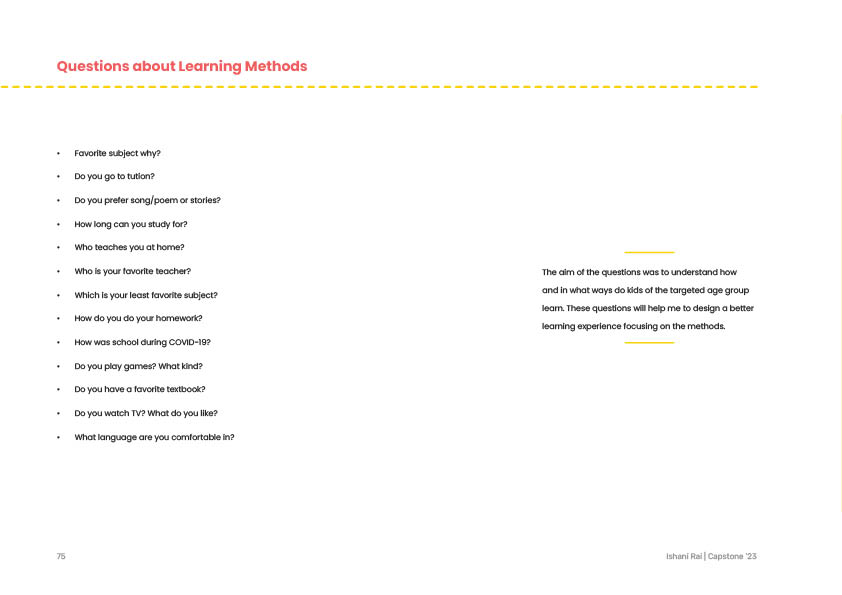 Questions about Learning Methods
• Favorite subject why?
• Do you go to tution?
• Do you prefer song/poem or stories?
• How long can you study for?
• Who teaches you at home?
• Who is your favorite teacher?
• Which is your least favorite subject?
• How do you do your homework?
• How was school during COVID-19?
• Do you play games? What kind?
• Do you have a favorite textbook?
• Do you watch TV? What do you like?
• What language are you comfortable in?
The aim of the questions was to understand how
and in what ways do kids of the targeted age group
learn. These questions will help me to design a better
learning experience focusing on the methods.
75
Ishani Rai | Capstone '23